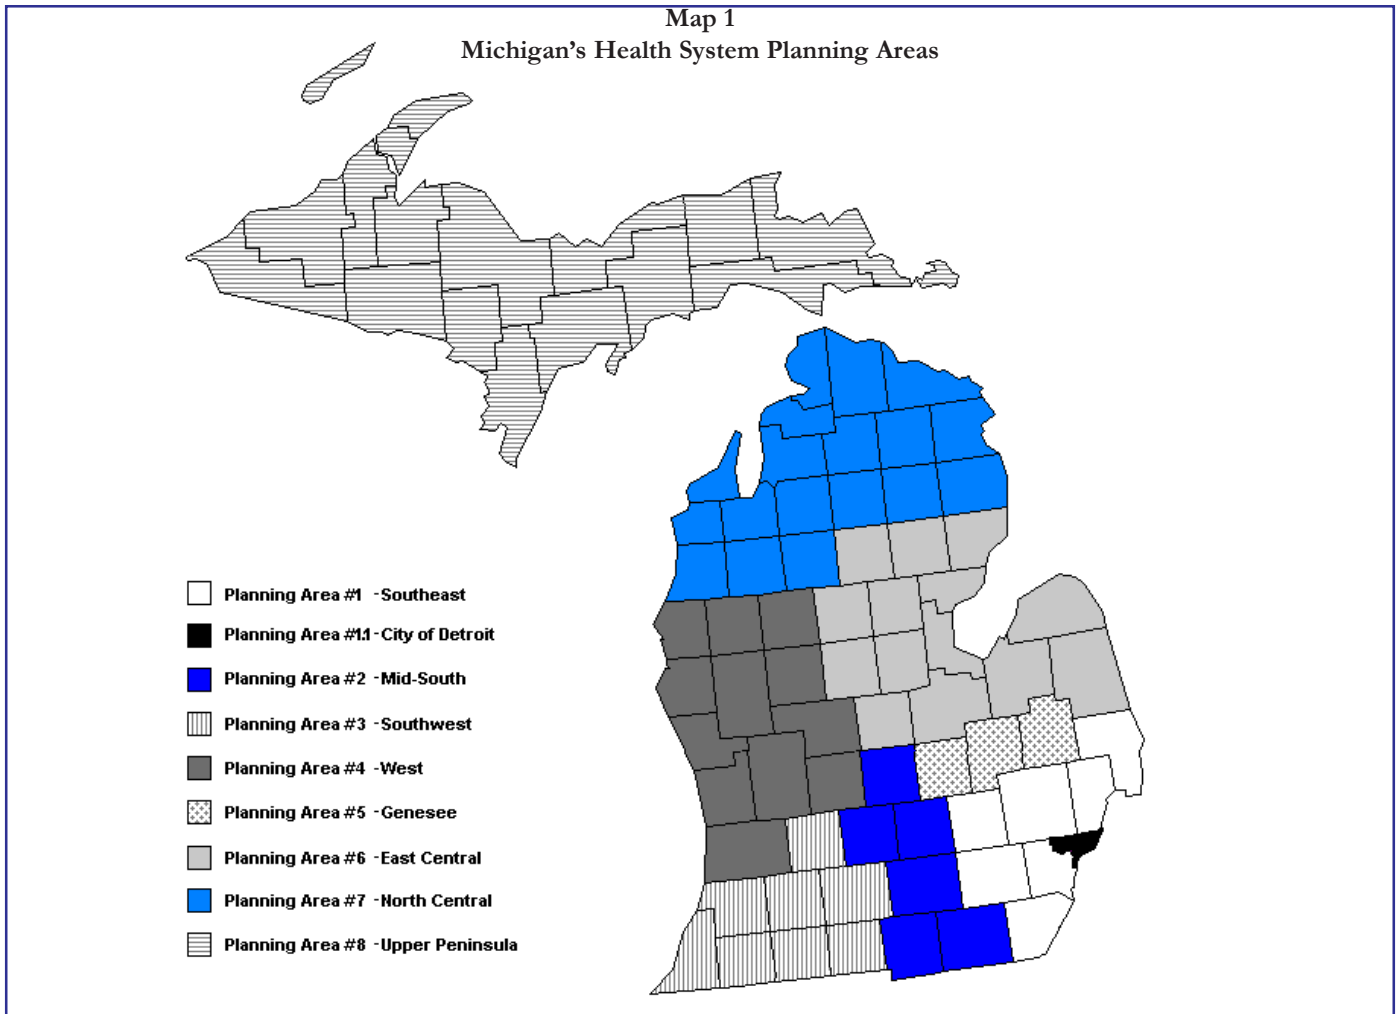 Map 1
Michigan’s Health System Planning Areas
Planning Area #1 -Southeast
Planning Area #1.1-City of Detroit
Planning Area #2 -Mid-South
Planning Area #3 -Southwest
Planning Area #4 -West
Planning Area #5 - Genesee
Planning Area #6 -East Central
Planning Area #7 - North Central
Planning Area #8 -Upper Peninsula